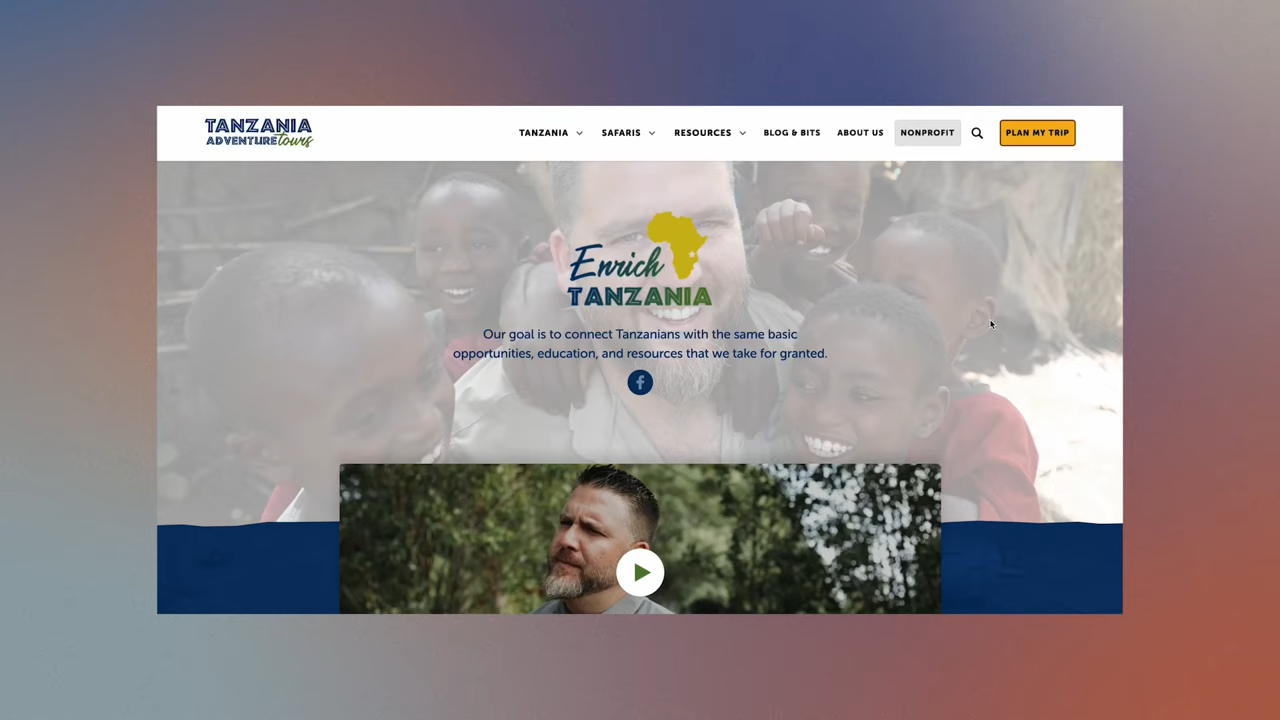 TANZANIA
ADVENTURE tours
TANZANIA SAFARIS RESOURCES BLOG & BITS ABOUT US NONPROFIT PLAN MY TRIP
Enrich
TANZANIA
Our goal is to connect Tanzanians with the same basic
opportunities, education, and resources that we take for granted.